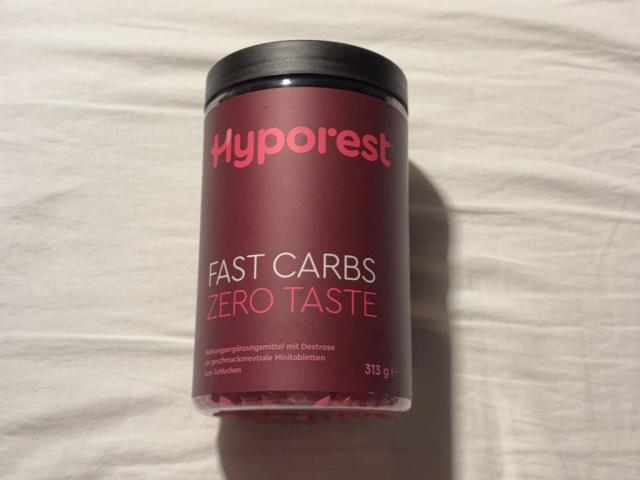 Hyporest
FAST CARBS
ZERO TASTE
Nahrungsergänzungsmittel mit Dextrose
als geschmacksneutrale Minitabletten
zum Schlucken
313 g ℮